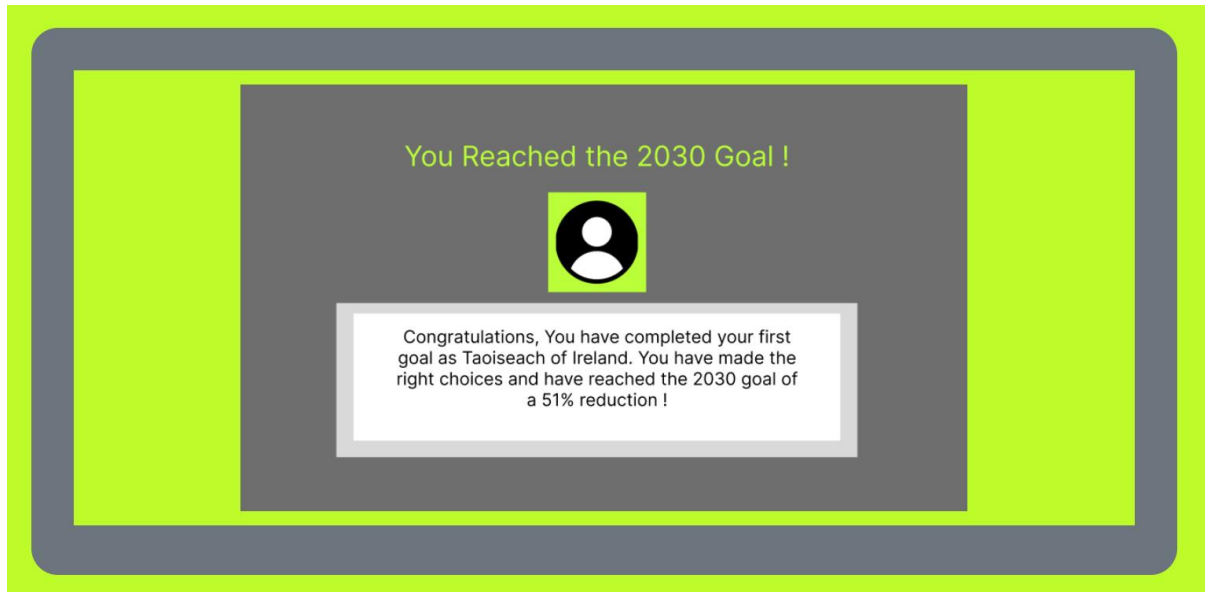 You Reached the 2030 Goal !
Congratulations, You have completed your first
goal as Taoiseach of Ireland. You have made the
right choices and have reached the 2030 goal of
a 51% reduction !